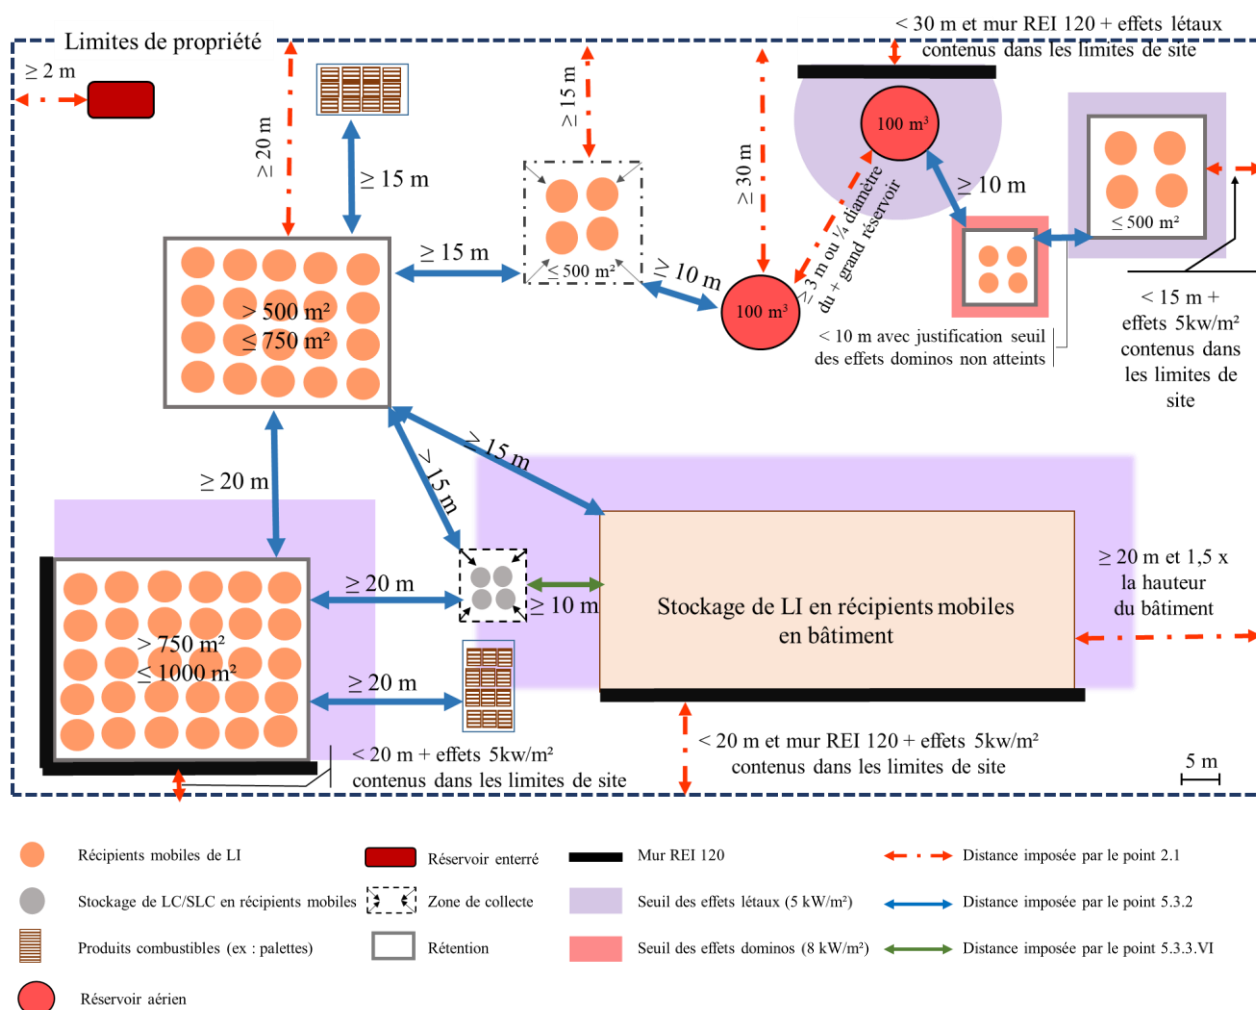 Limites de propriété
< 30 m et mur REI 120 + effets létaux
contenus dans les limites de site
≥ 2 m
≥ 20 m
≥ 15 m
≥ 15 m
≥ 30 m
100 m³
≥ 10 m
≤ 500 m²
≥ 15 m
≤ 500 m²
≥ 10 m
≥ 3 m ou ¼ diamètre
du + grand réservoir
100 m³
> 500 m²
≤ 750 m²
< 10 m avec justification seuil
des effets dominos non atteints
< 15 m +
effets 5kw/m²
contenus dans
les limites de
site
≥ 20 m
≥ 15 m
≥ 15 m
≥ 20 m
≥ 10 m
Stockage de LI en récipients mobiles
en bâtiment
≥ 20 m et 1,5 x
la hauteur
du bâtiment
> 750 m²
≤ 1000 m²
≥ 20 m
< 20 m + effets 5kw/m²
contenus dans les limites de site
< 20 m et mur REI 120 + effets 5kw/m²
contenus dans les limites de site
5 m
Récipients mobiles de LI
Réservoir enterré
Mur REI 120
Distance imposée par le point 2.1
Stockage de LC/SLC en récipients mobiles
Zone de collecte
Seuil des effets létaux (5 kW/m²)
Distance imposée par le point 5.3.2
Produits combustibles (ex : palettes)
Rétention
Seuil des effets dominos (8 kW/m²)
Distance imposée par le point 5.3.3.VI
Réservoir aérien